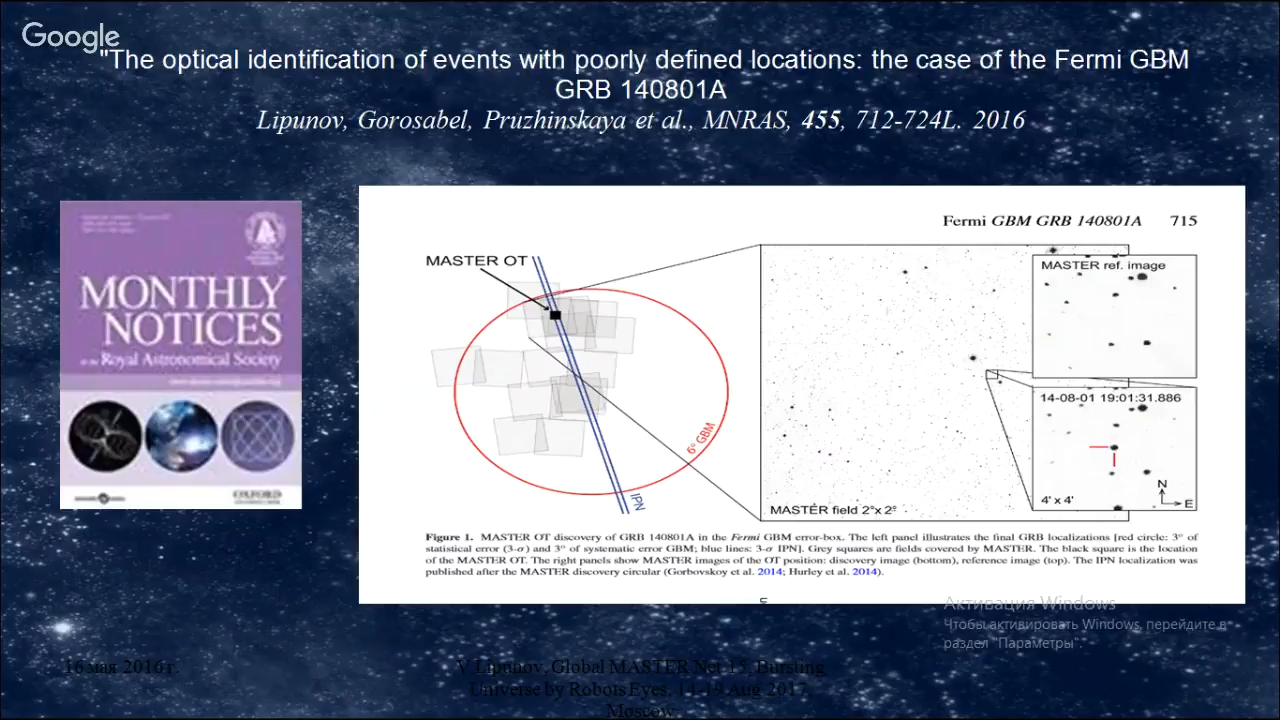 Google
"The optical identification of events with poorly defined locations: the case of the Fermi GBM
GRB 140801A
Lipunov, Gorosabel, Pruzhinskaya et al., MNRAS, 455, 712-724L. 2016
MONTHLY
NOTICES
of the Royal Astronomical Society
OXFORD
Fermi GBM GRB 140801A 715
MASTER OT
6° GBM
IPN
MASTER field 2°x 2°
MASTER ref. image
14-08-01 19:01:31.886
4' x 4'
N
E
Figure 1. MASTER OT discovery of GRB 140801A in the Fermi GBM error-box. The left panel illustrates the final GRB localizations [red circle: 3° of
statistical error (3-σ) and 3° of systematic error GBM; blue lines: 3-σ IPN]. Grey squares are fields covered by MASTER. The black square is the location
of the MASTER OT. The right panels show MASTER images of the OT position: discovery image (bottom), reference image (top). The IPN localization was
published after the MASTER discovery circular (Gorbovskoy et al. 2014; Hurley et al. 2014).
Активация Windows
Чтобы активировать Windows, перейдите в
раздел "Параметры".
16 мая 2016 г.
V Lipunov, Global MASTER Net 15, Bursting
Universe by Robots Eyes, 14-19 Aug 2017,
Moscow